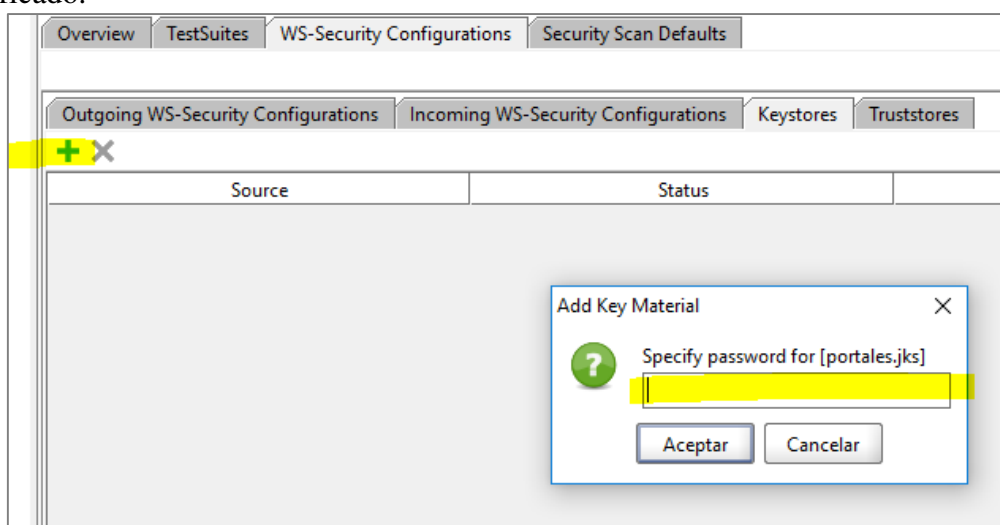 ficado.
Overview TestSuites WS-Security Configurations Security Scan Defaults
Outgoing WS-Security Configurations Incoming WS-Security Configurations Keystores Truststores
Source Status
Add Key Material
Specify password for [portales.jks]
Aceptar Cancelar